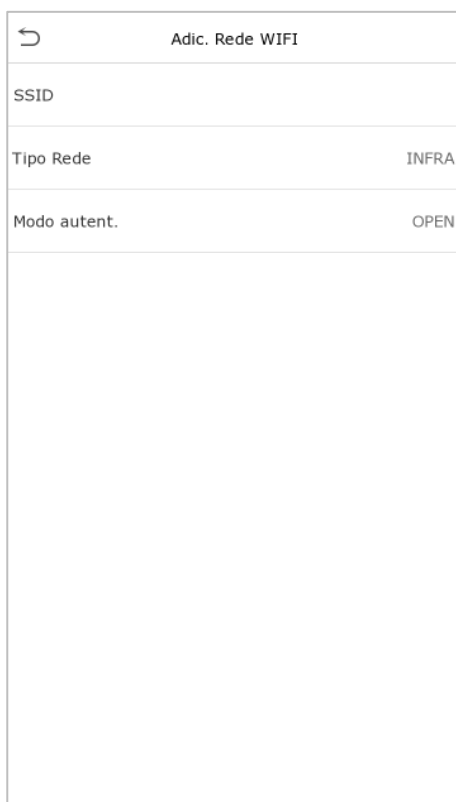 Adic. Rede WIFI
SSID
Tipo Rede INFRA
Modo autent. OPEN